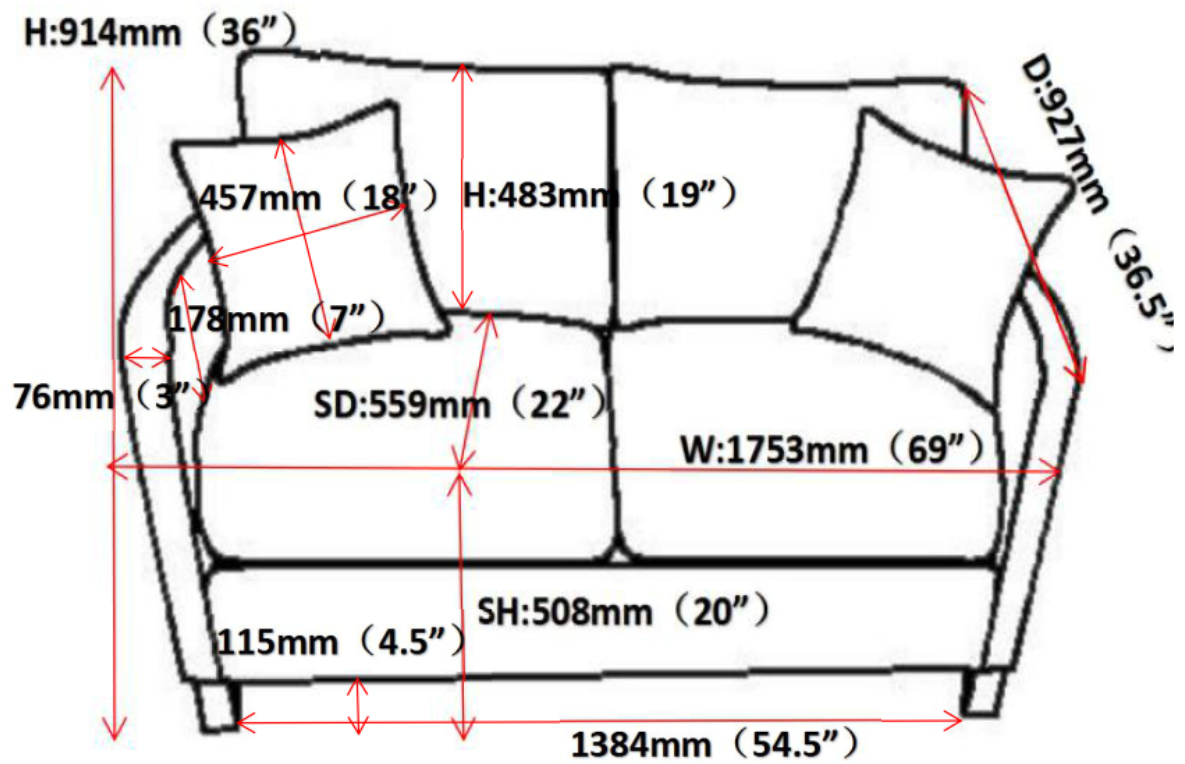 H:914mm（36”）
D:927mm（36.5”）
457mm（18”）
H:483mm（19”）
178mm（7”）
76mm（3”）
SD:559mm（22”）
W:1753mm（69”）
SH:508mm（20”）
115mm（4.5”）
1384mm（54.5”）